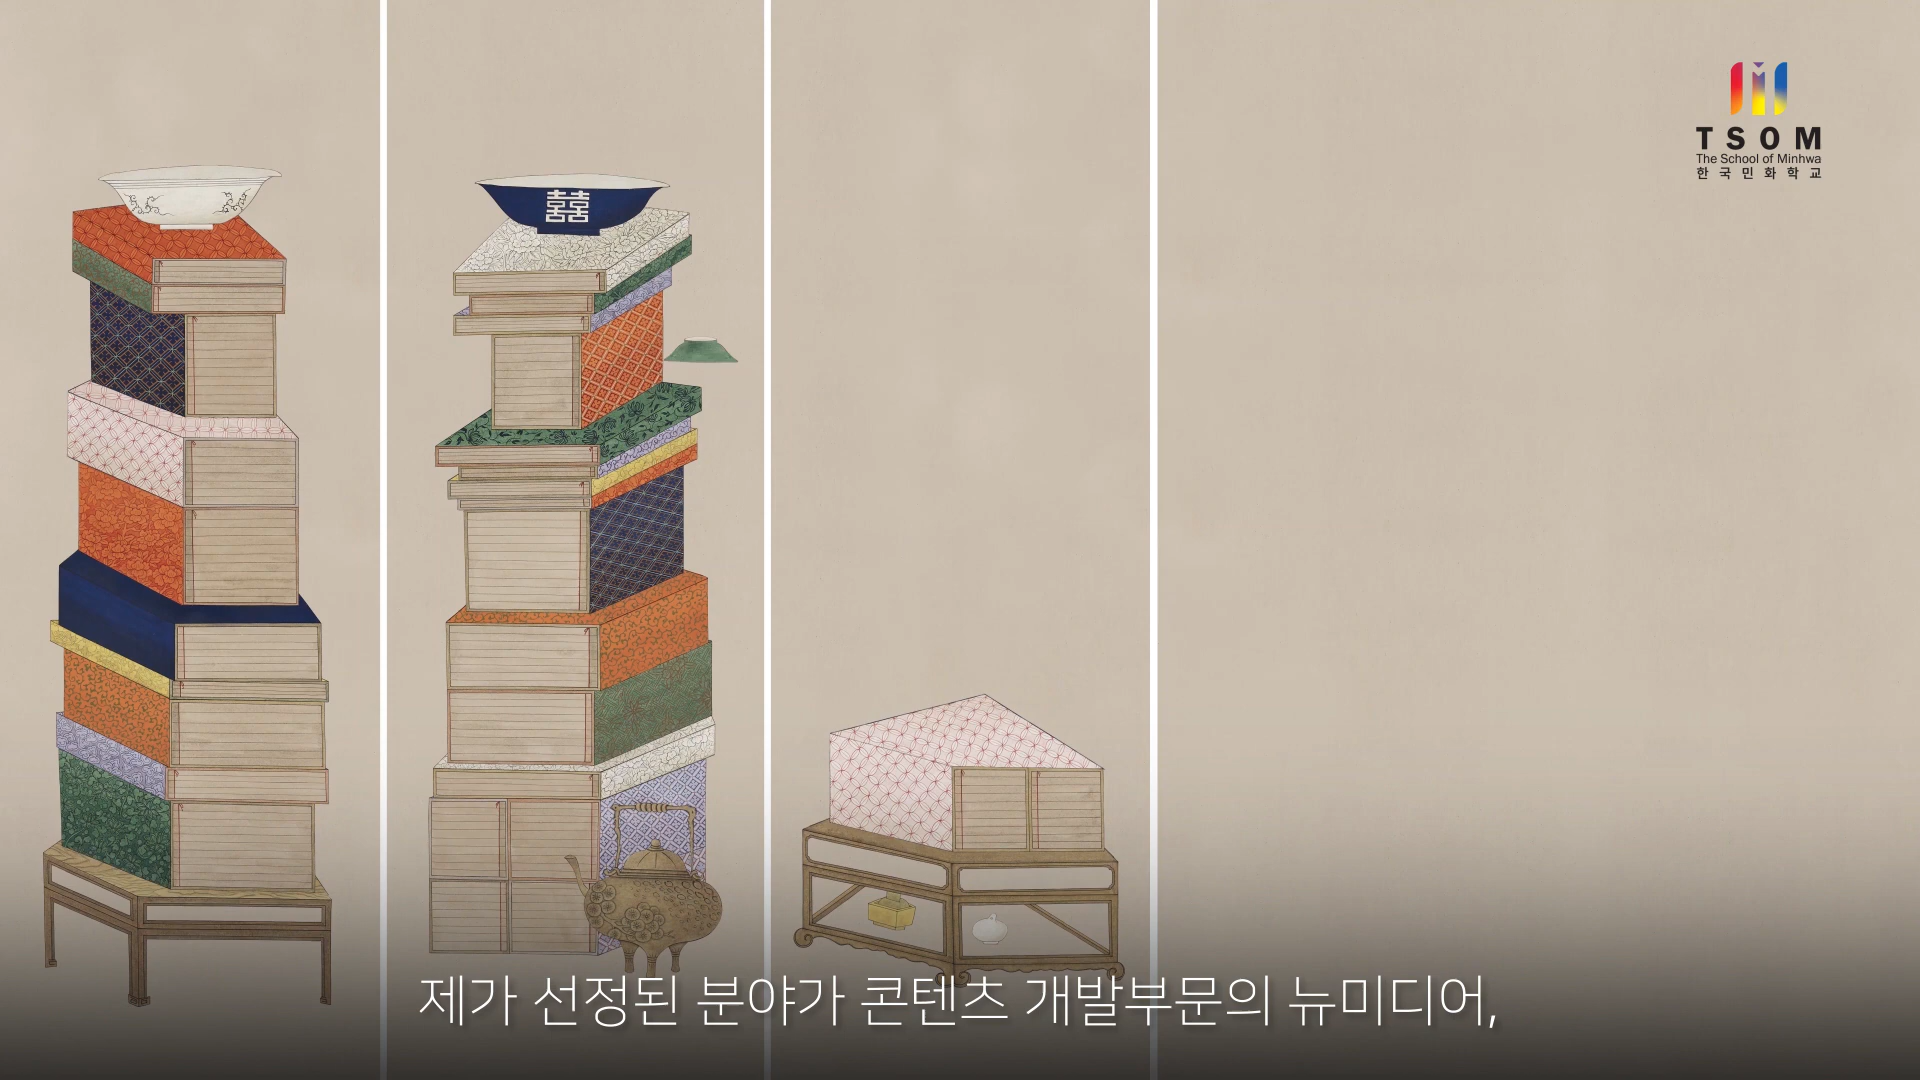 TSOM
The School of Minhwa
한국민화학교
囍
제가 선정된 분야가 콘텐츠 개발부문의 뉴미디어,